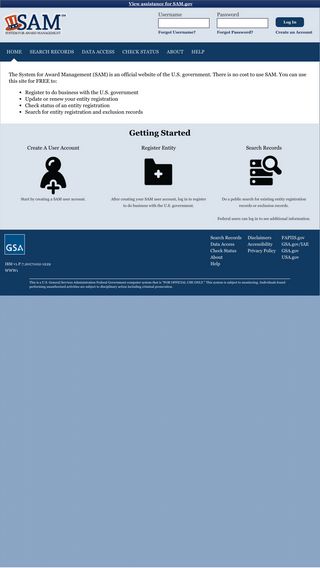 View assistance for SAM.gov
SAM
SYSTEM FOR AWARD MANAGEMENT
Username
Password
Log In
Forgot Username?
Forgot Password?
Create an Account
HOME SEARCH RECORDS DATA ACCESS CHECK STATUS ABOUT HELP
The System for Award Management (SAM) is an official website of the U.S. government. There is no cost to use SAM. You can
use this site for FREE to:
Register to do business with the U.S. government
Update or renew your entity registration
Check status of an entity registration
Search for entity registration and exclusion records
Getting Started
Create A User Account
Start by creating a SAM user account.
Register Entity
After creating your SAM user account, log in to register
to do business with the U.S. government.
Search Records
Do a public search for existing entity registration
records or exclusion records.
Federal users can log in to see additional information.
GSA
WWW1
Search Records
Data Access
Check Status
About
Help
Disclaimers
Accessibility
Privacy Policy
FAPIIS.gov
GSA.gov/IAE
GSA.gov
USA.gov
This is a U.S. General Services Administration Federal Government computer system that is "FOR OFFICIAL USE ONLY." This system is subject to monitoring. Individuals found
performing unauthorized activities are subject to disciplinary action including criminal prosecution.